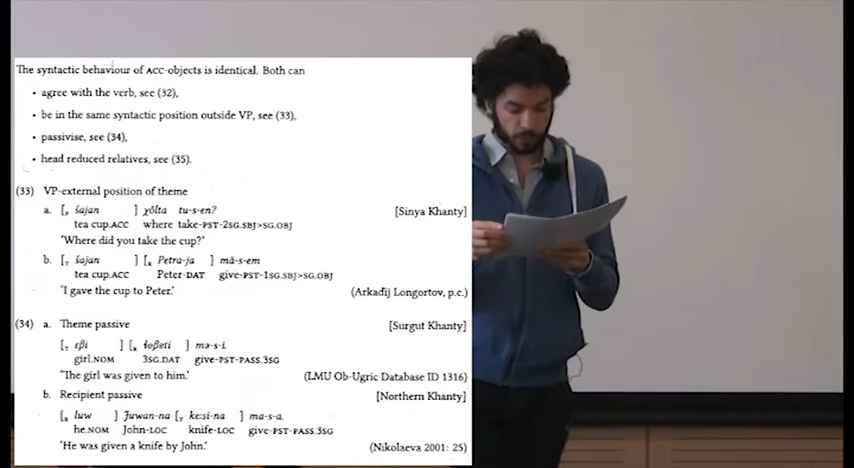 The syntactic behaviour of ACC-objects is identical. Both can
• agree with the verb, see (32),
• be in the same syntactic position outside VP, see (33),
• passivise, see (34),
• head reduced relatives, see (35).
(33) VP-external position of theme
a. [ₚ šajan ] χŏlta tu-s-en? [Sinya Khanty]
tea cup.ACC where take-PST-2SG.SBJ>SG.OBJ
'Where did you take the cup?'
b. [ₜ šajan ] [ʀ Petra-ja ] mă-s-em
tea cup.ACC Peter-DAT give-PST-1SG.SBJ>SG.OBJ
'I gave the cup to Peter.' (Arkadij Longortov, p.c.)
(34) a. Theme passive [Surgut Khanty]
[ₜ εβi ] [ʀ ɬoβɐti ] mə-s-i.
girl.NOM 3SG.DAT give-PST-PASS.3SG
'The girl was given to him.' (LMU Ob-Ugric Database ID 1316)
b. Recipient passive [Northern Khanty]
[ʀ luw ] Juwan-na [ₜ ke:si-na ] ma-s-a.
he.NOM John-LOC knife-LOC give-PST-PASS.3SG
'He was given a knife by John.' (Nikolaeva 2001: 25)